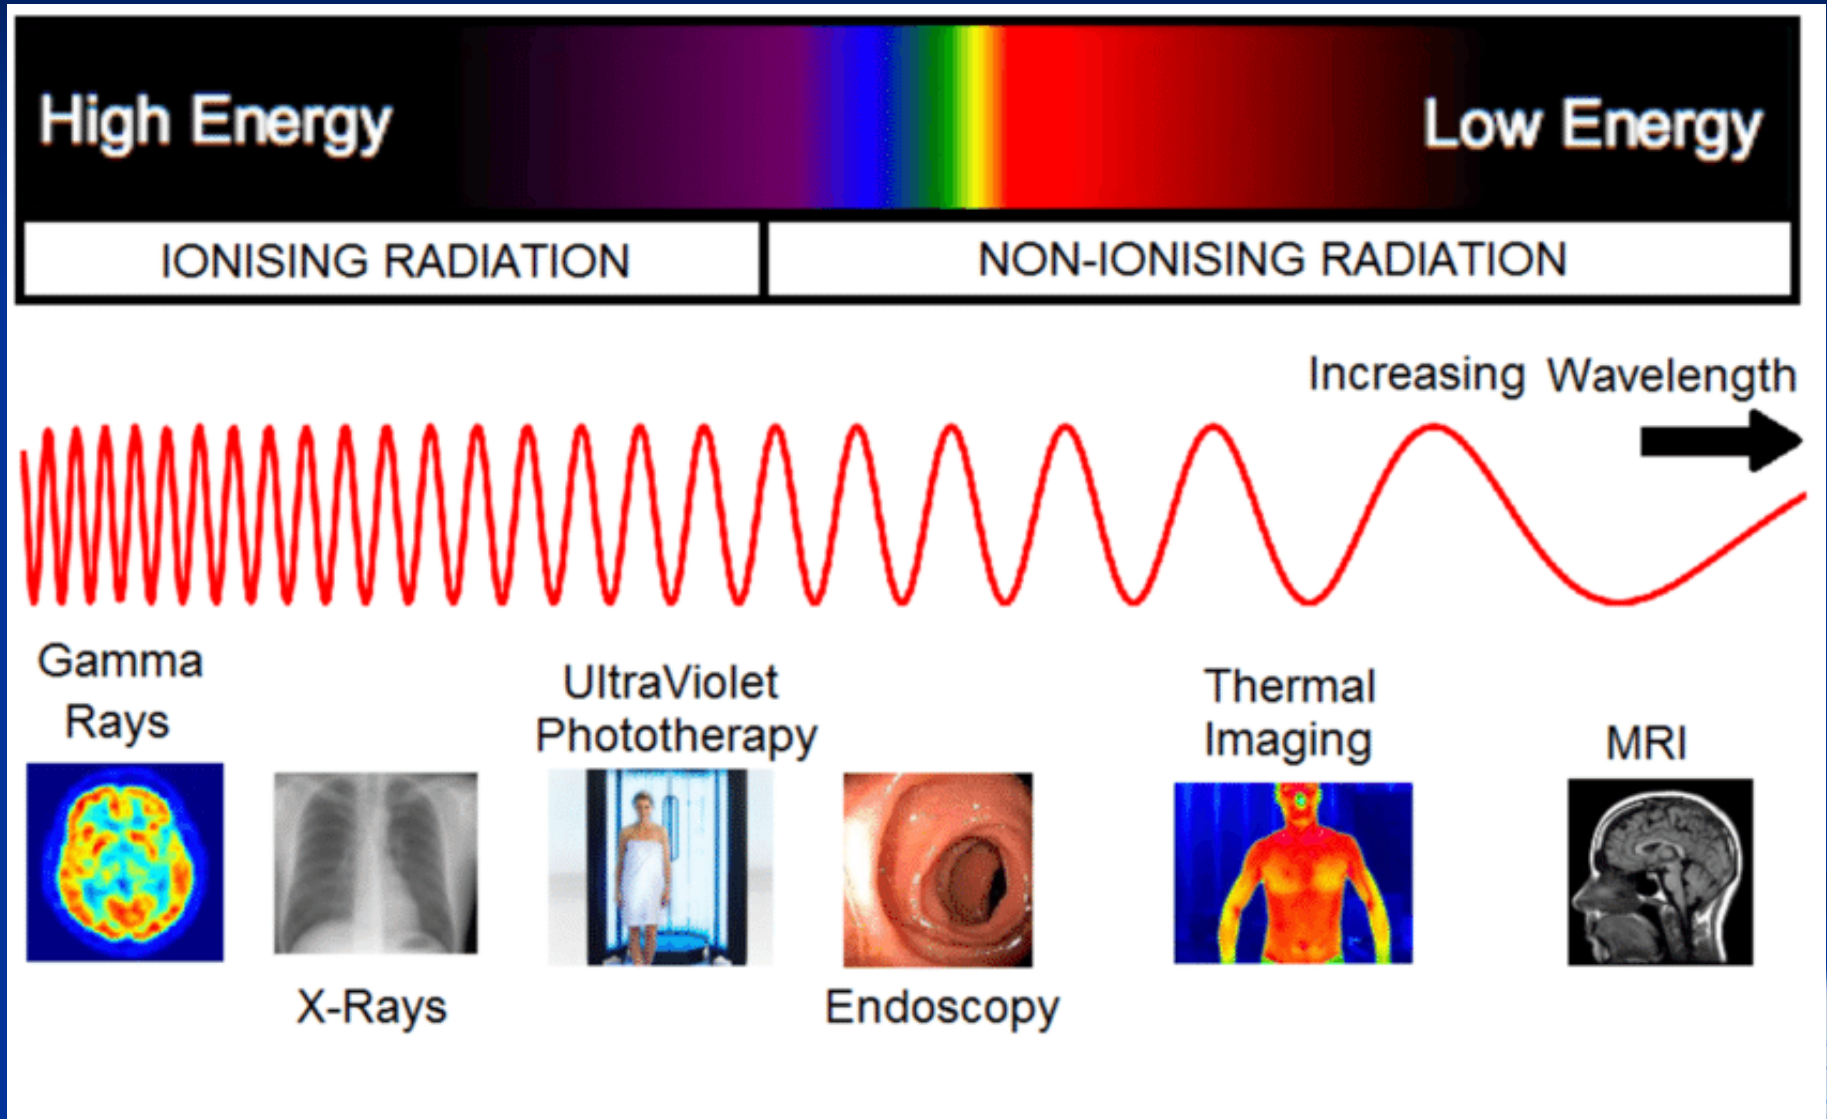 High Energy
Low Energy
IONISING RADIATION
NON-IONISING RADIATION
Increasing Wavelength
Gamma
Rays
UltraViolet
Phototherapy
Thermal
Imaging
MRI
X-Rays
Endoscopy